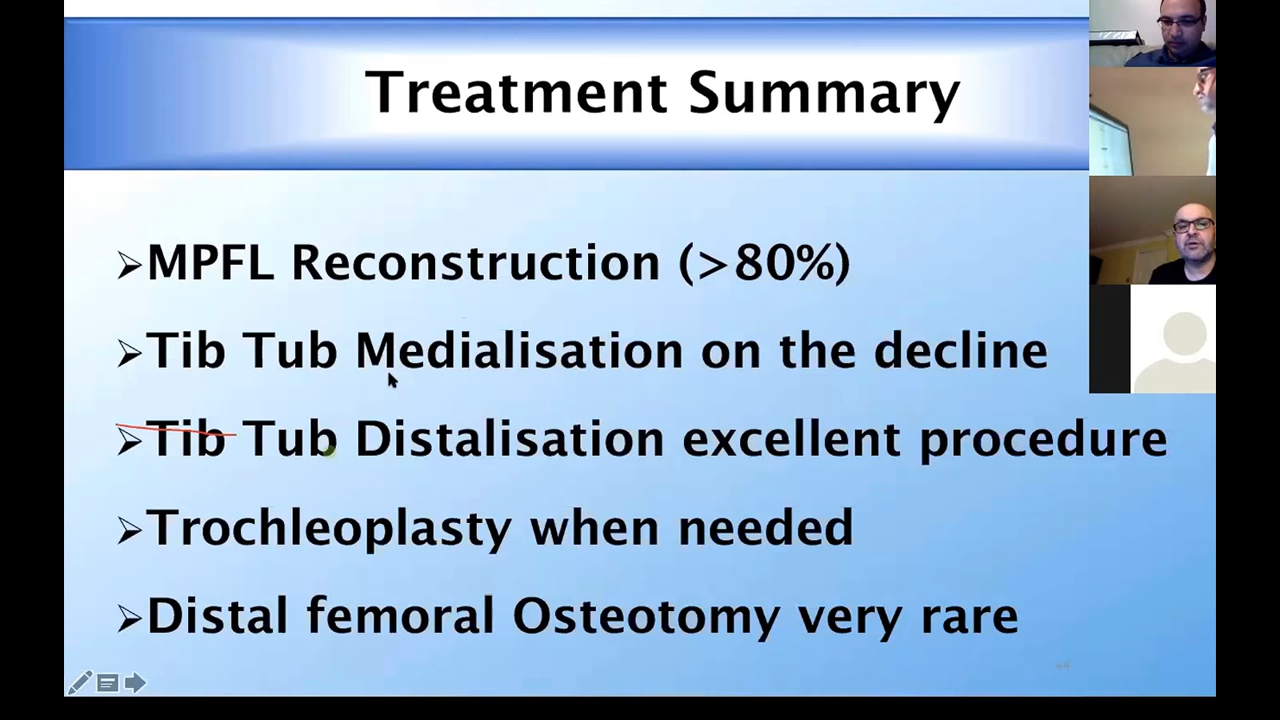 Treatment Summary
➢MPFL Reconstruction (>80%)
➢Tib Tub Medialisation on the decline
➢Tib Tub Distalisation excellent procedure
➢Trochleoplasty when needed
➢Distal femoral Osteotomy very rare